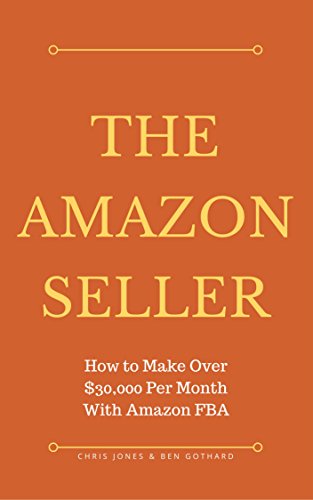 THE
AMAZON
SELLER
How to Make Over
$30,000 Per Month
With Amazon FBA
CHRIS JONES & BEN GOTHARD